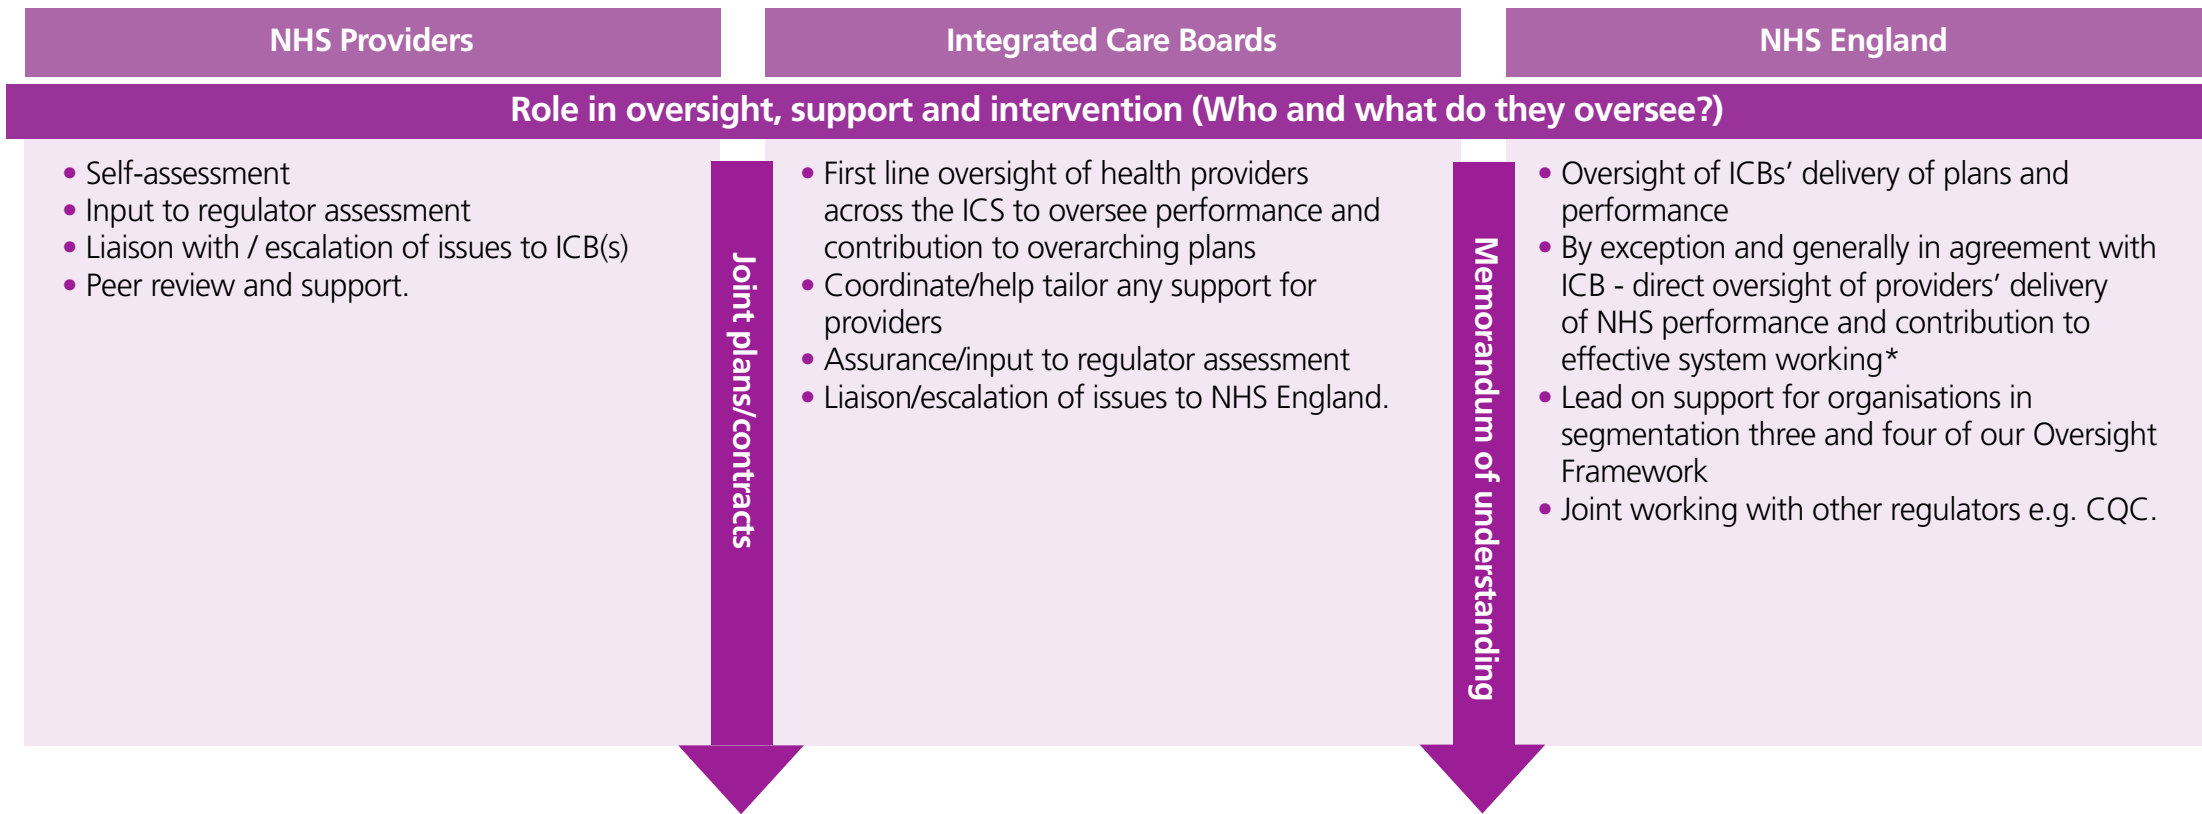 NHS Providers
Integrated Care Boards
NHS England
Role in oversight, support and intervention (Who and what do they oversee?)
• Self-assessment
• Input to regulator assessment
• Liaison with / escalation of issues to ICB(s)
• Peer review and support.
Joint plans/contracts
• First line oversight of health providers
across the ICS to oversee performance and
contribution to overarching plans
• Coordinate/help tailor any support for
providers
• Assurance/input to regulator assessment
• Liaison/escalation of issues to NHS England.
Memorandum of understanding
• Oversight of ICBs’ delivery of plans and
performance
• By exception and generally in agreement with
ICB - direct oversight of providers’ delivery
of NHS performance and contribution to
effective system working*
• Lead on support for organisations in
segmentation three and four of our Oversight
Framework
• Joint working with other regulators e.g. CQC.